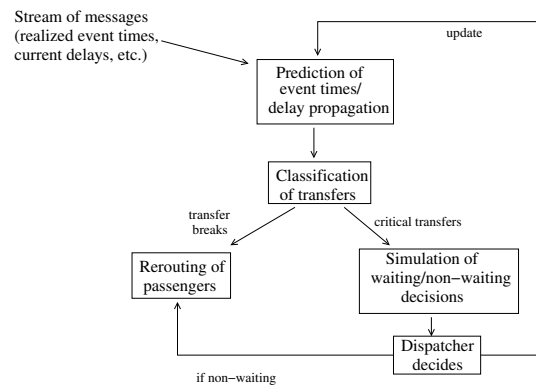 Stream of messages
(realized event times,
current delays, etc.)
update
Prediction of
event times/
delay propagation
Classification
of transfers
transfer
breaks
critical transfers
Rerouting of
passengers
Simulation of
waiting/non−waiting
decisions
Dispatcher
decides
if non−waiting